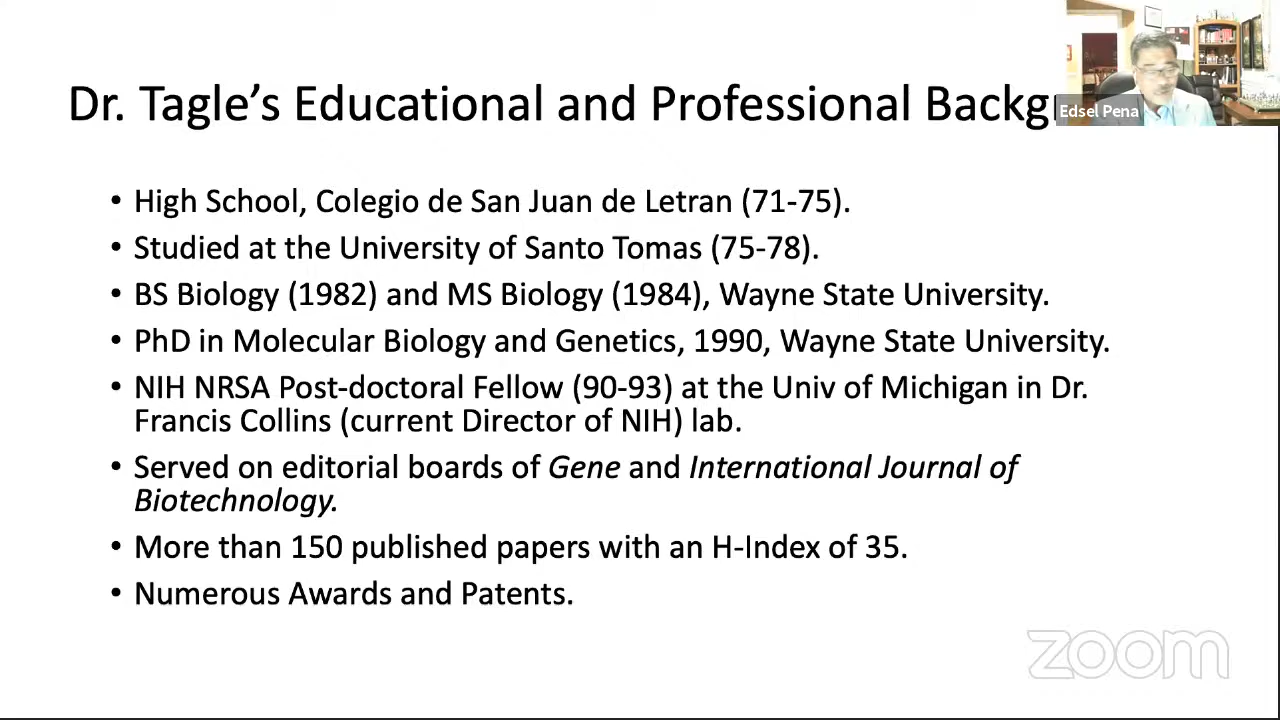 Dr. Tagle’s Educational and Professional Backg
Edsel Pena
• High School, Colegio de San Juan de Letran (71-75).
• Studied at the University of Santo Tomas (75-78).
• BS Biology (1982) and MS Biology (1984), Wayne State University.
• PhD in Molecular Biology and Genetics, 1990, Wayne State University.
• NIH NRSA Post-doctoral Fellow (90-93) at the Univ of Michigan in Dr.
Francis Collins (current Director of NIH) lab.
• Served on editorial boards of Gene and International Journal of
Biotechnology.
• More than 150 published papers with an H-Index of 35.
• Numerous Awards and Patents.
zoom